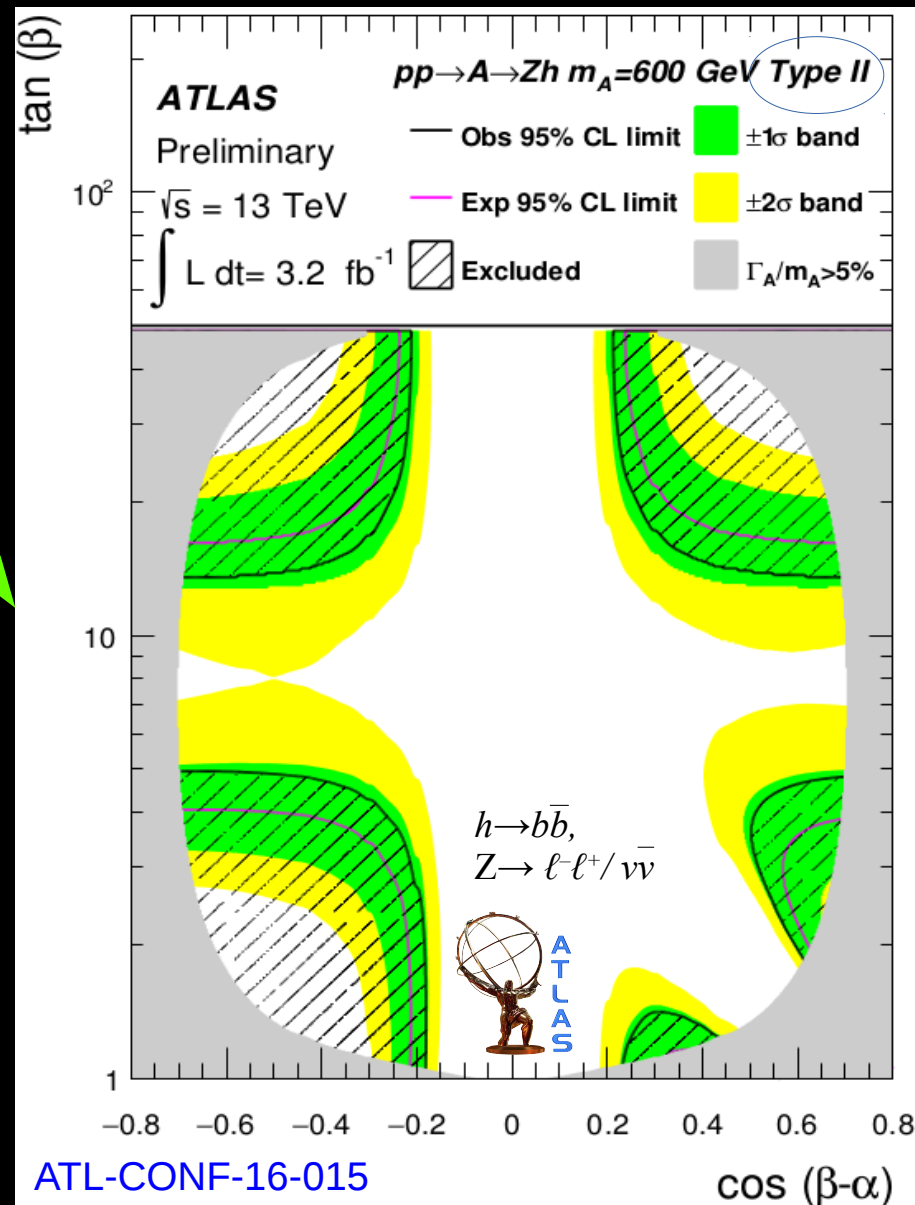 tan (β)
pp→A→Zh m_A=600 GeV Type II
ATLAS
Preliminary
√s = 13 TeV
∫ L dt= 3.2 fb⁻¹
Obs 95% CL limit
±1σ band
Exp 95% CL limit
±2σ band
Excluded
Γ_A/m_A>5%
10²
10
1
h→bb̅,
Z→ ℓ⁻ℓ⁺/ νν̅
ATLAS
−0.8 −0.6 −0.4 −0.2 0 0.2 0.4 0.6 0.8
ATL-CONF-16-015
cos (β-α)